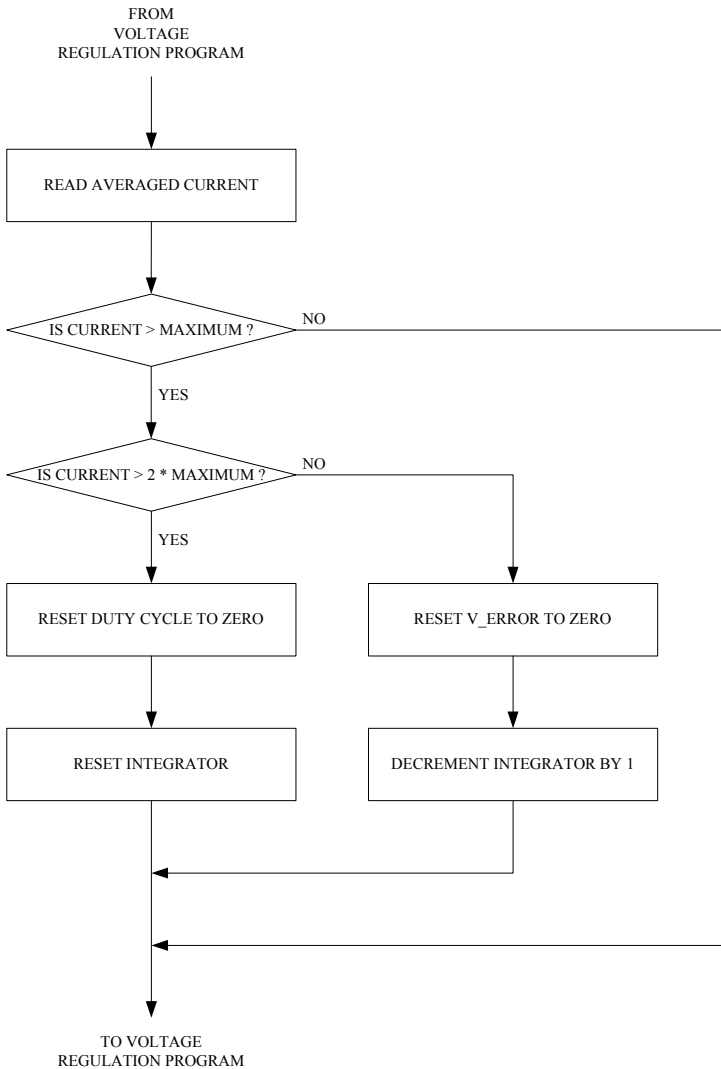 FROM
VOLTAGE
REGULATION PROGRAM
READ AVERAGED CURRENT
IS CURRENT > MAXIMUM ?
NO
YES
IS CURRENT > 2 * MAXIMUM ?
NO
YES
RESET DUTY CYCLE TO ZERO
RESET V_ERROR TO ZERO
RESET INTEGRATOR
DECREMENT INTEGRATOR BY 1
TO VOLTAGE
REGULATION PROGRAM